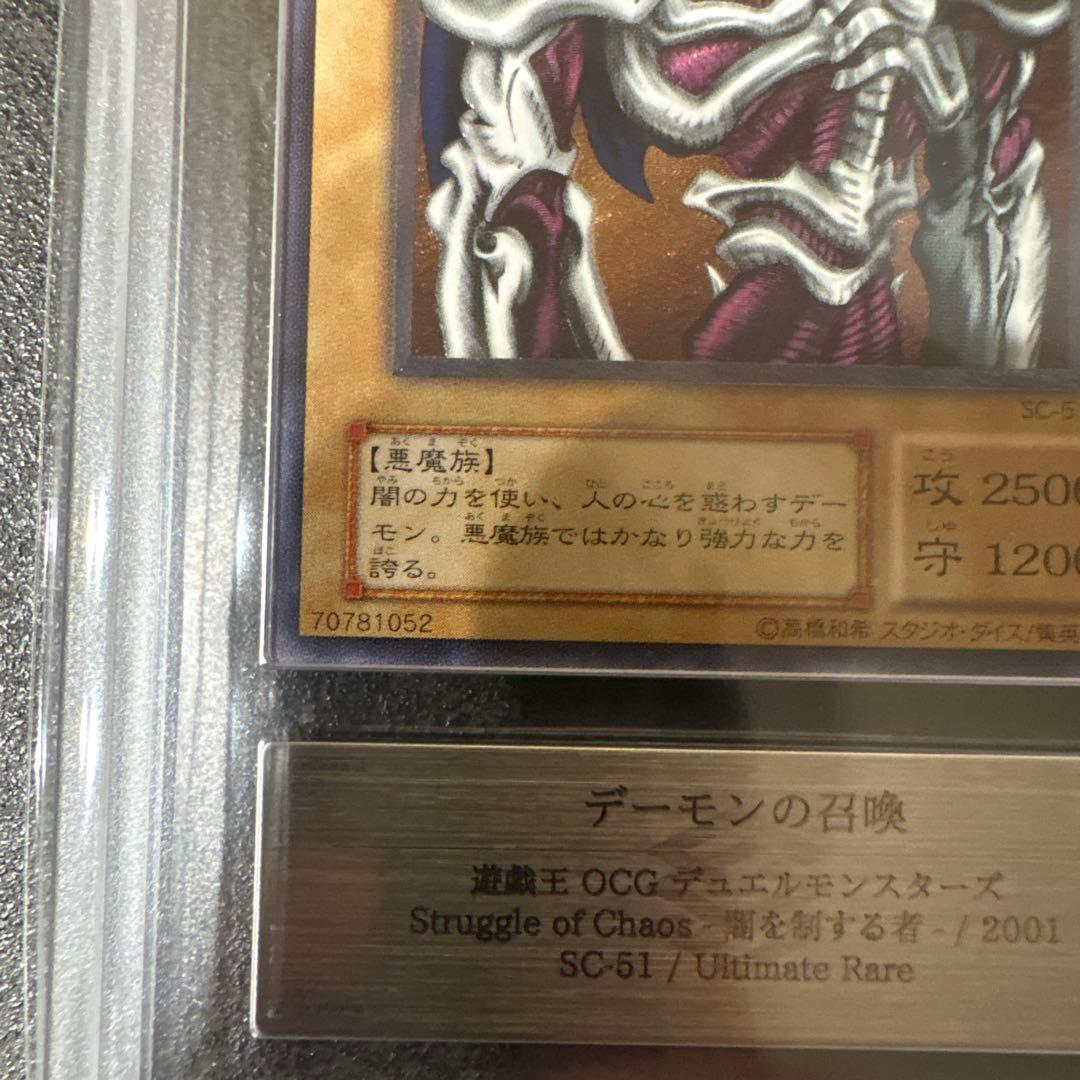 SC-5
【悪魔族】
闇の力を使い、人の心を惑わすデー
モン。悪魔族ではかなり強力な力を
誇る。
攻 2500
守 1200
70781052
©高橋和希 スタジオ・ダイス/集英
デーモンの召喚
遊戯王 OCG デュエルモンスターズ
Struggle of Chaos - 闇を制する者 - / 2001
SC-51 / Ultimate Rare